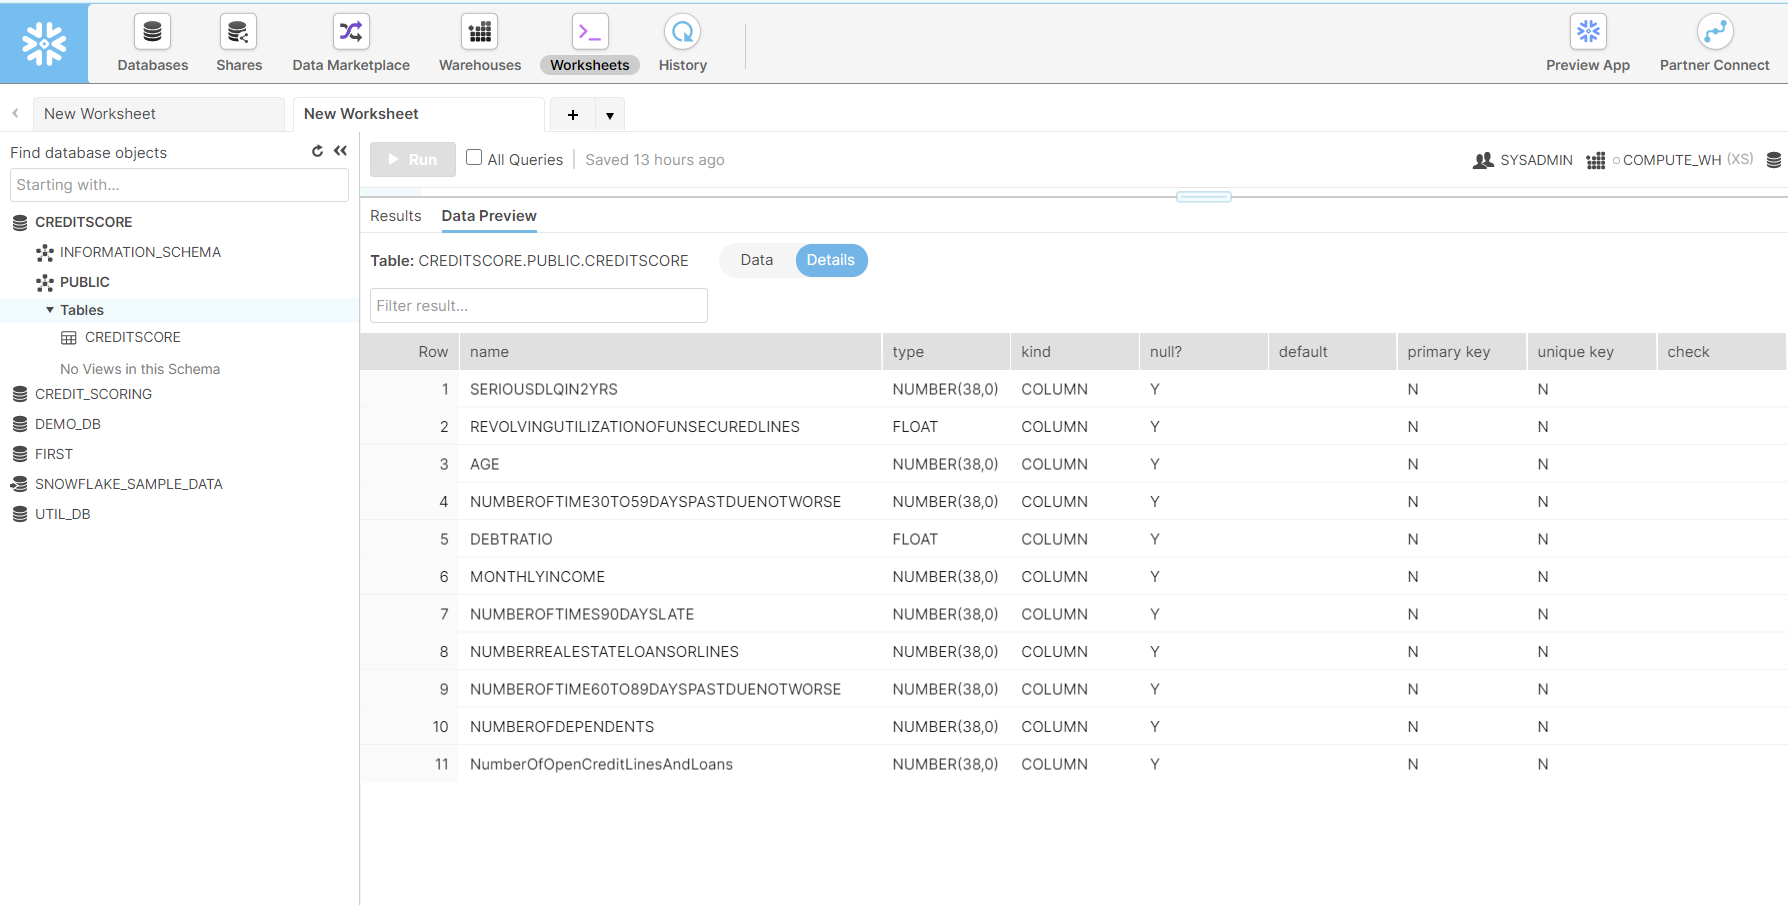 Databases Shares Data Marketplace Warehouses Worksheets History Preview App Partner Connect
New Worksheet New Worksheet + ▼
Find database objects
Starting with...
CREDITSCORE
INFORMATION_SCHEMA
PUBLIC
Tables
CREDITSCORE
No Views in this Schema
CREDIT_SCORING
DEMO_DB
FIRST
SNOWFLAKE_SAMPLE_DATA
UTIL_DB
Run All Queries Saved 13 hours ago SYSADMIN COMPUTE_WH (XS)
Results Data Preview
Table: CREDITSCORE.PUBLIC.CREDITSCORE Data Details
Filter result...
Row name type kind null? default primary key unique key check
1 SERIOUSDLQIN2YRS NUMBER(38,0) COLUMN Y N N
2 REVOLVINGUTILIZATIONOFUNSECUREDLINES FLOAT COLUMN Y N N
3 AGE NUMBER(38,0) COLUMN Y N N
4 NUMBEROFTIME30TO59DAYSPASTDUENOTWORSE NUMBER(38,0) COLUMN Y N N
5 DEBTRATIO FLOAT COLUMN Y N N
6 MONTHLYINCOME NUMBER(38,0) COLUMN Y N N
7 NUMBEROFTIMES90DAYSLATE NUMBER(38,0) COLUMN Y N N
8 NUMBERREALESTATELOANSORLINES NUMBER(38,0) COLUMN Y N N
9 NUMBEROFTIME60TO89DAYSPASTDUENOTWORSE NUMBER(38,0) COLUMN Y N N
10 NUMBEROFDEPENDENTS NUMBER(38,0) COLUMN Y N N
11 NumberOfOpenCreditLinesAndLoans NUMBER(38,0) COLUMN Y N N